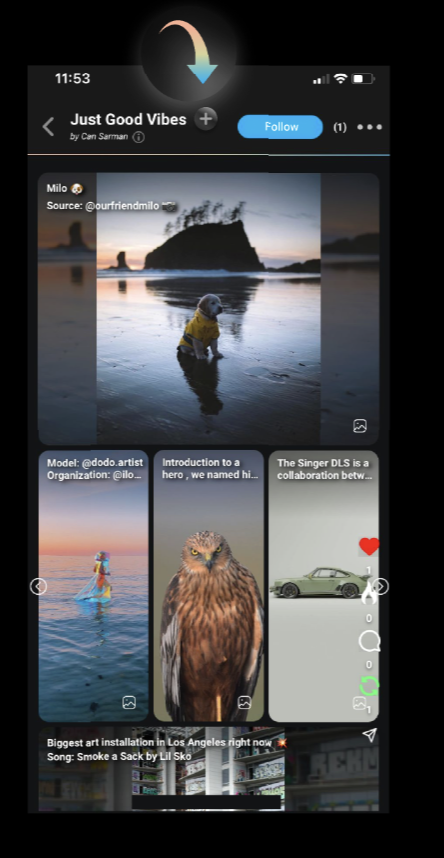 11:53
Just Good Vibes
by Can Sarman
Follow
(1)
Milo
Source: @ourfriendmilo
Model: @dodo.artist
Organization: @ilo...
Introduction to a
hero , we named hi...
The Singer DLS is a
collaboration betw...
1
0
0
1
Biggest art installation in Los Angeles right now
Song: Smoke a Sack by Lil Sko